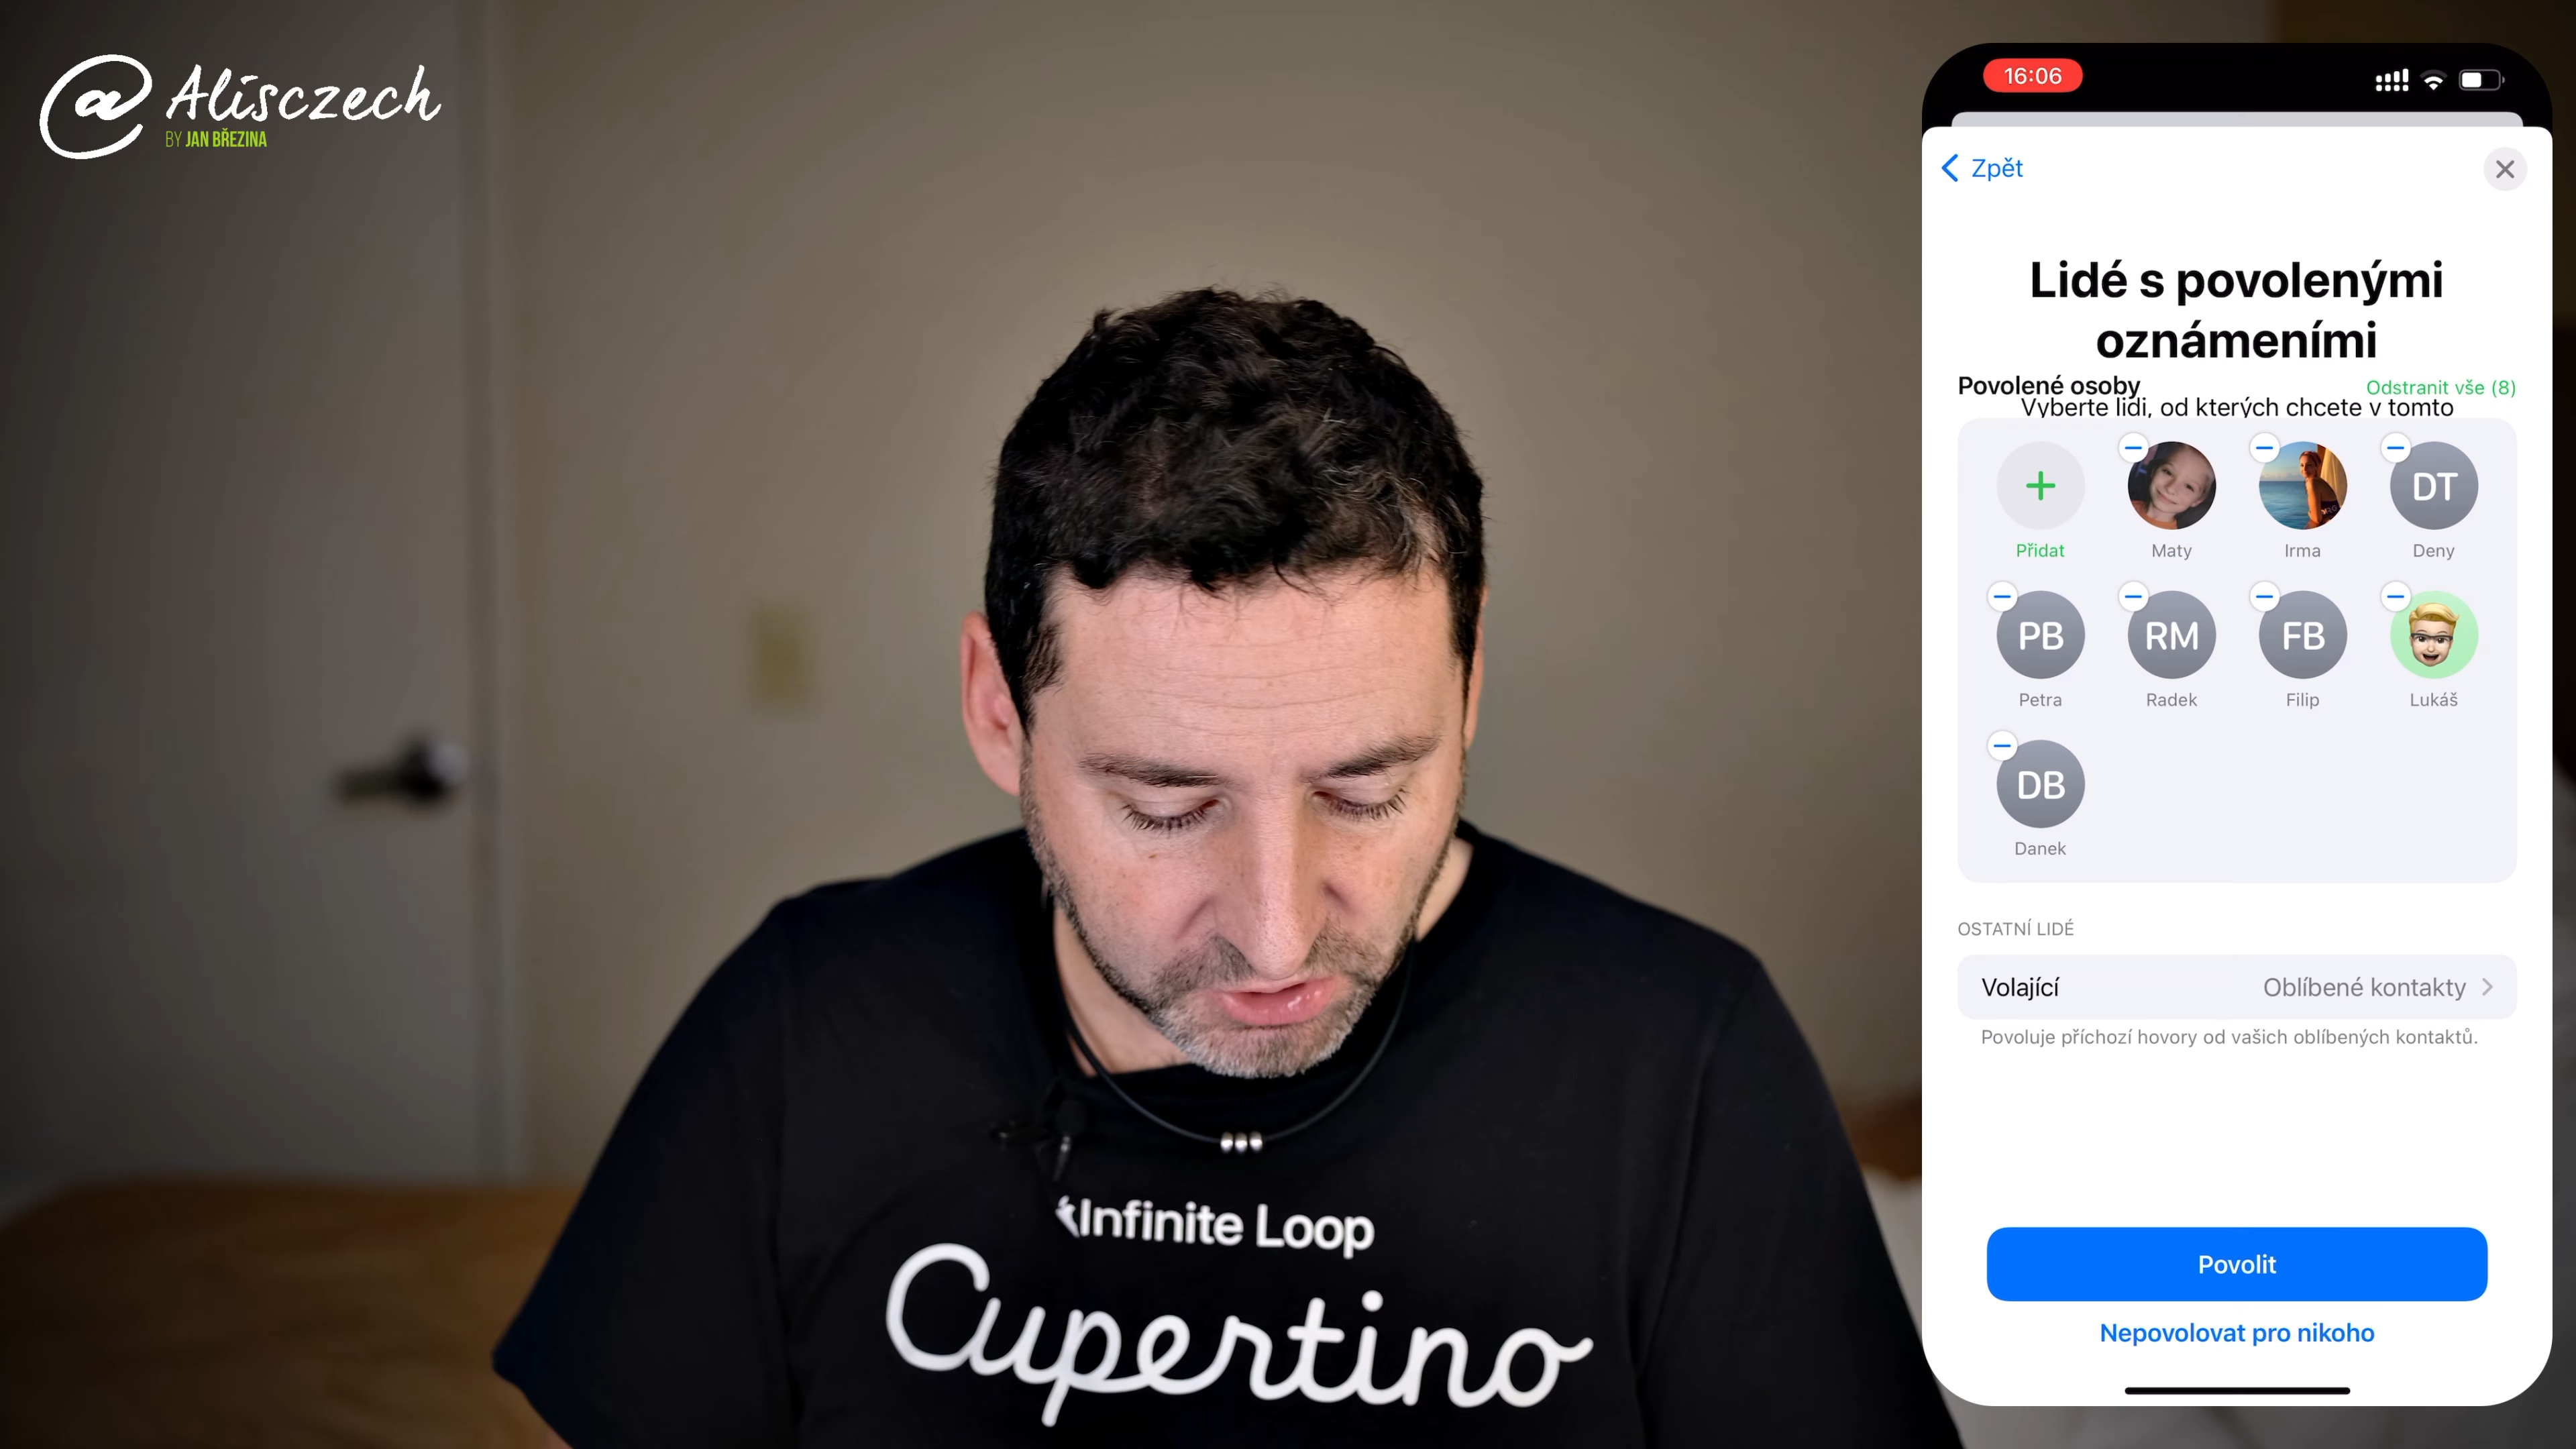 @Alisczech
BY JAN BŘEZINA
16:06
Zpět
Lidé s povolenými
oznámeními
Povolené osoby
Odstranit vše (8)
Vyberte lidi, od kterých chcete v tomto
Přidat
Maty
Irma
DT
Deny
PB
Petra
RM
Radek
FB
Filip
Lukáš
DB
Danek
OSTATNÍ LIDÉ
Volající
Oblíbené kontakty
Povoluje příchozí hovory od vašich oblíbených kontaktů.
Povolit
Nepovolovat pro nikoho
Infinite Loop
Cupertino